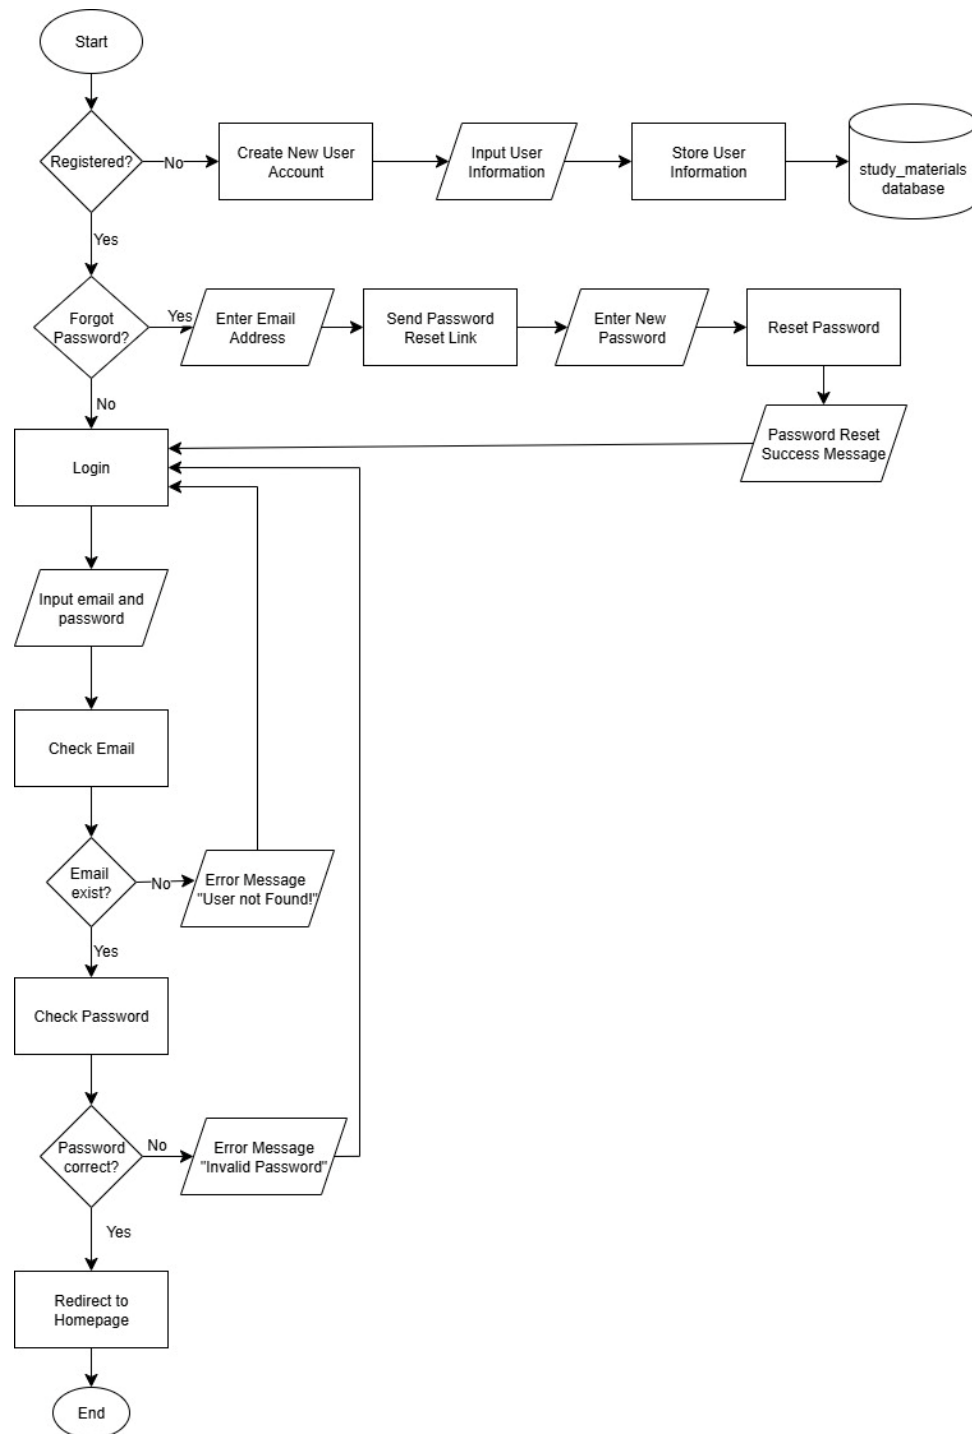 Start
Registered?
No
Create New User
Account
Input User
Information
Store User
Information
study_materials
database
Yes
Forgot
Password?
Yes
Enter Email
Address
Send Password
Reset Link
Enter New
Password
Reset Password
No
Password Reset
Success Message
Login
Input email and
password
Check Email
Email
exist?
No
Error Message
"User not Found!"
Yes
Check Password
Password
correct?
No
Error Message
"Invalid Password"
Yes
Redirect to
Homepage
End